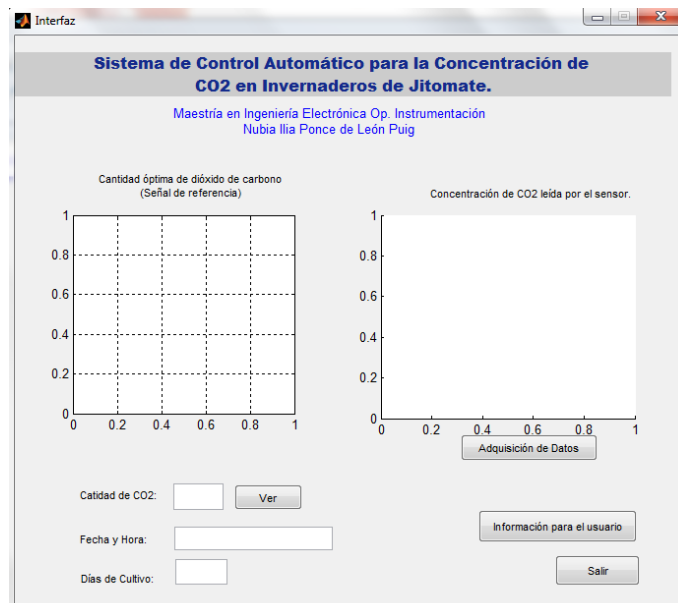 Interfaz
Sistema de Control Automático para la Concentración de
CO2 en Invernaderos de Jitomate.
Maestría en Ingeniería Electrónica Op. Instrumentación
Nubia Ilia Ponce de León Puig
Cantidad óptima de dióxido de carbono
(Señal de referencia)
1
0.8
0.6
0.4
0.2
0
0 0.2 0.4 0.6 0.8 1
Concentración de CO2 leída por el sensor.
1
0.8
0.6
0.4
0.2
0
0 0.2 0.4 0.6 0.8 1
Adquisición de Datos
Catidad de CO2:
Ver
Fecha y Hora:
Días de Cultivo:
Información para el usuario
Salir